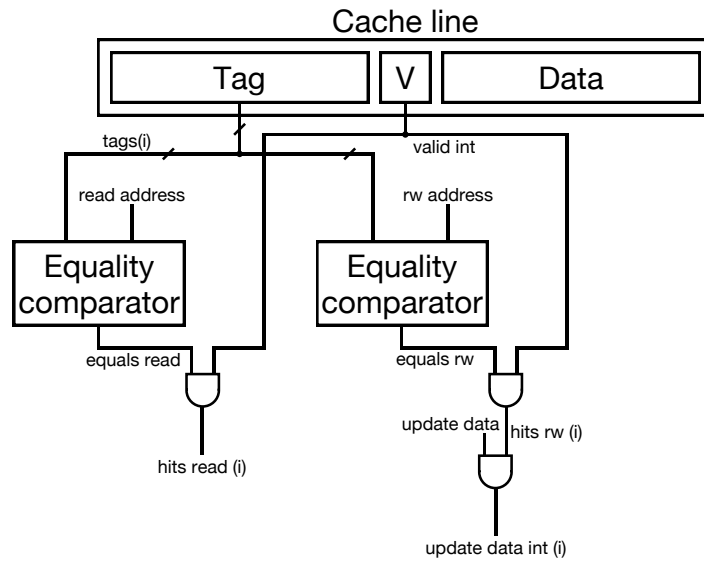 Cache line
Tag
V
Data
tags(i)
valid int
read address
rw address
Equality
comparator
Equality
comparator
equals read
equals rw
update data
hits rw (i)
hits read (i)
update data int (i)